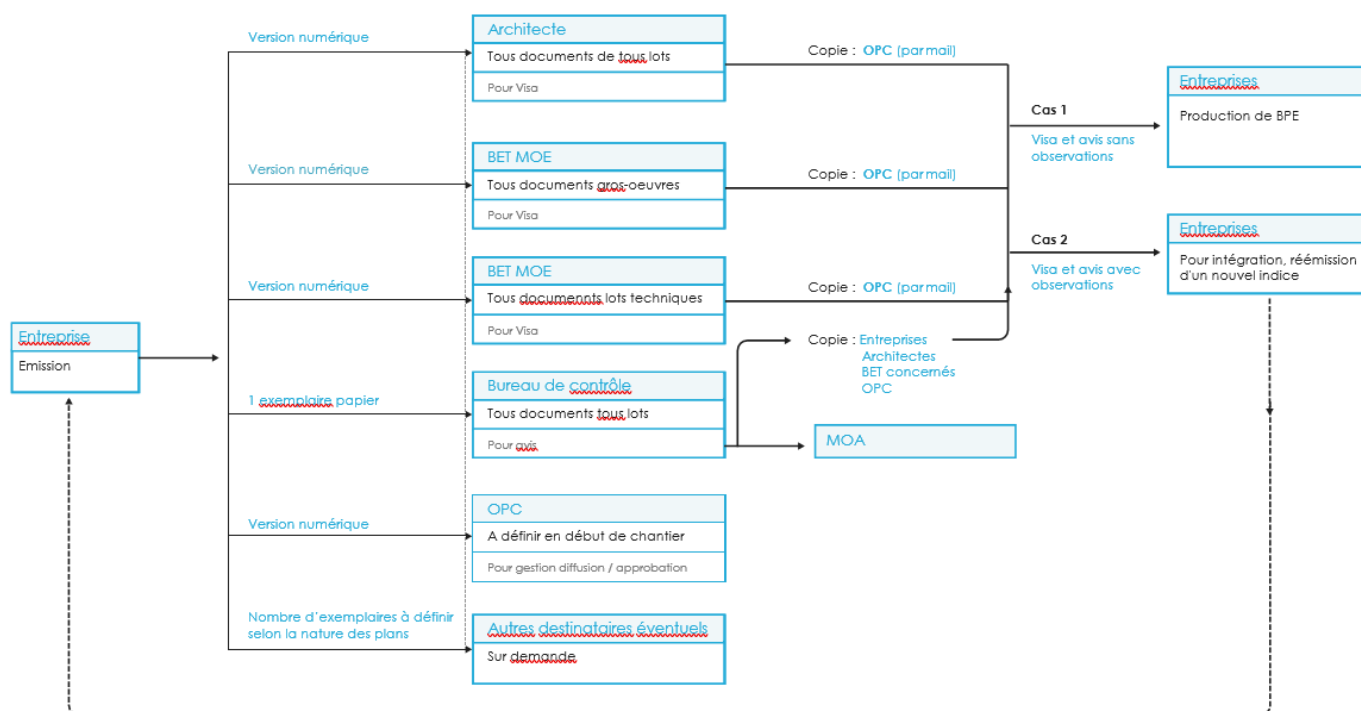 Entreprise
Emission
Version numérique
Architecte
Tous documents de tous lots
Pour Visa
Copie : OPC (par mail)
Version numérique
BET MOE
Tous documents gros-oeuvres
Pour Visa
Copie : OPC (par mail)
Version numérique
BET MOE
Tous documennts lots techniques
Pour Visa
Copie : OPC (par mail)
1 exemplaire papier
Bureau de contrôle
Tous documents tous lots
Pour avis
Copie : Entreprises
Architectes
BET concernés
OPC
MOA
Version numérique
OPC
A définir en début de chantier
Pour gestion diffusion / approbation
Nombre d'exemplaires à définir
selon la nature des plans
Autres destinataires éventuels
Sur demande
Cas 1
Visa et avis sans
observations
Entreprises
Production de BPE
Cas 2
Visa et avis avec
observations
Entreprises
Pour intégration, réémission
d'un nouvel indice